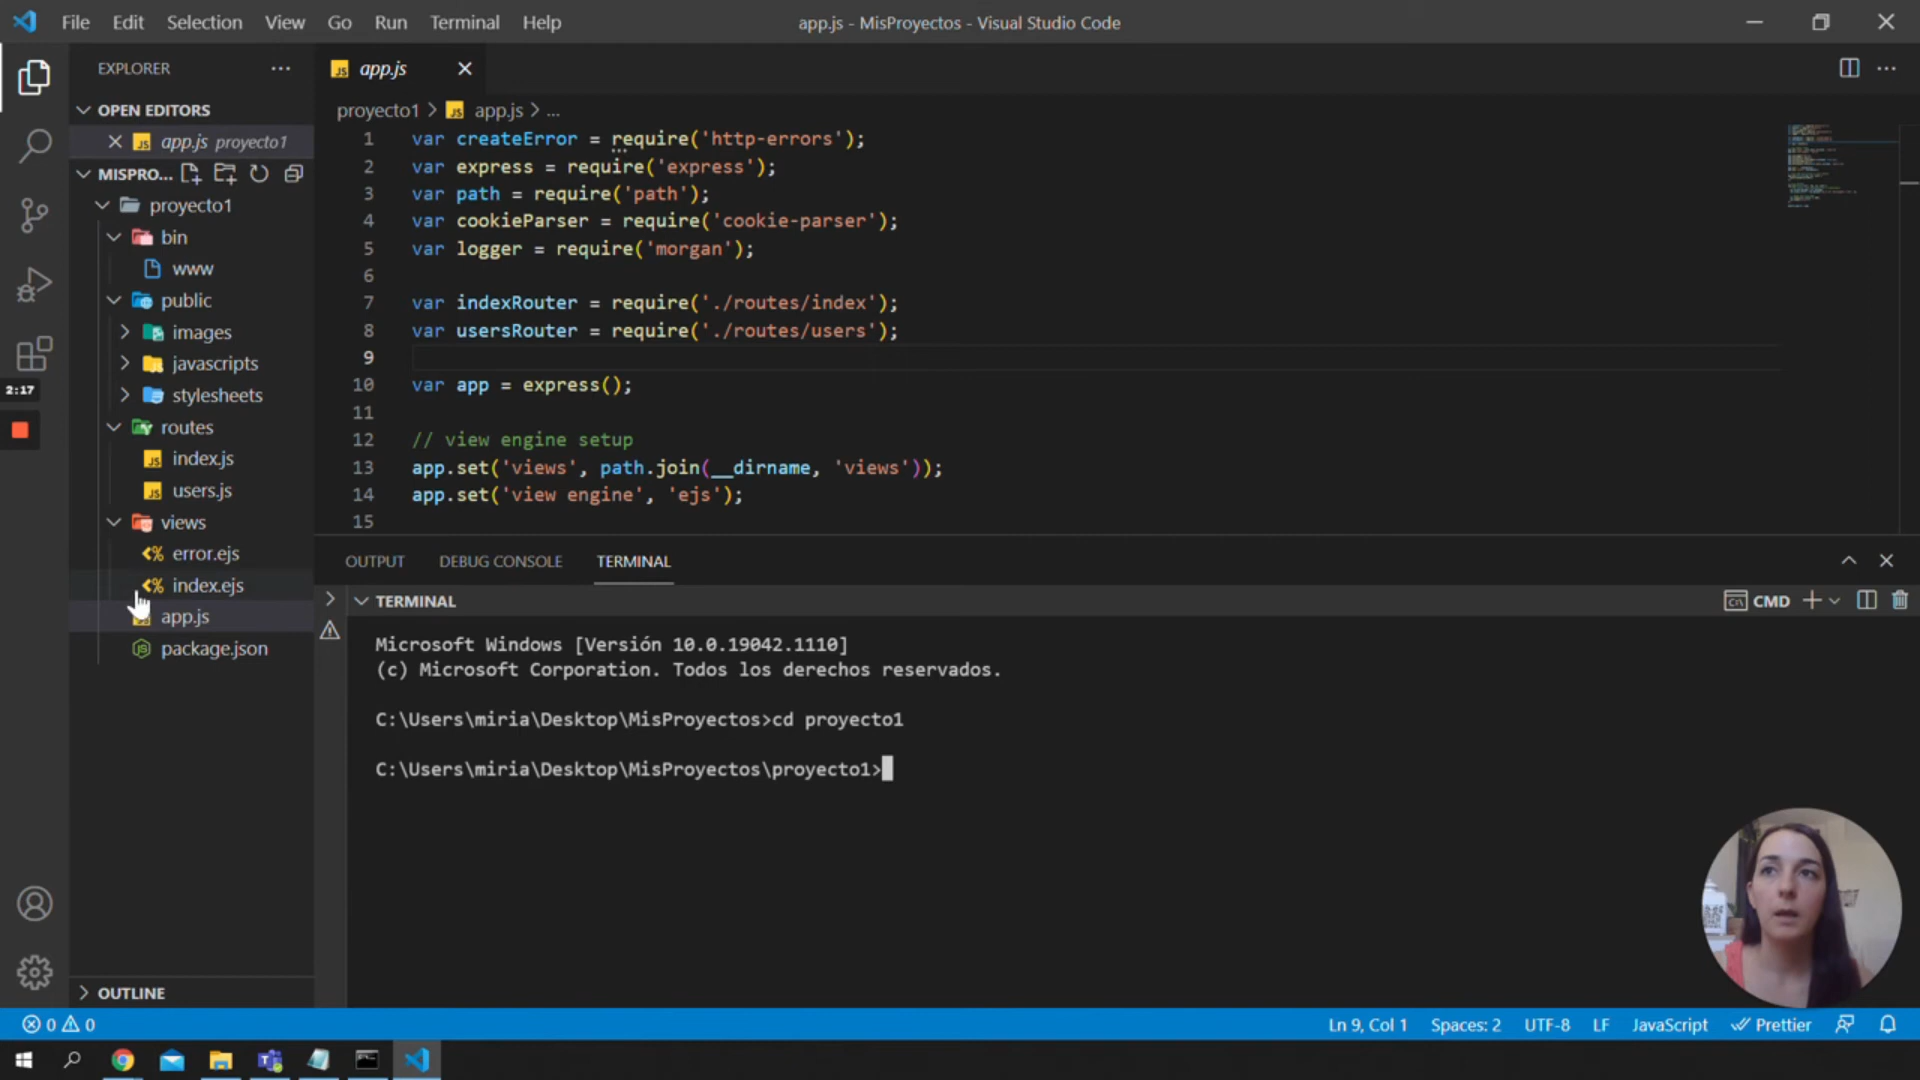 File Edit Selection View Go Run Terminal Help
app.js - MisProyectos - Visual Studio Code
EXPLORER
OPEN EDITORS
app.js proyecto1
MISPRO...
proyecto1
bin
www
public
images
javascripts
stylesheets
routes
index.js
users.js
views
error.ejs
index.ejs
app.js
package.json
OUTLINE
2:17
JS app.js
proyecto1 > JS app.js > ...
1 var createError = require('http-errors');
2 var express = require('express');
3 var path = require('path');
4 var cookieParser = require('cookie-parser');
5 var logger = require('morgan');
6
7 var indexRouter = require('./routes/index');
8 var usersRouter = require('./routes/users');
9
10 var app = express();
11
12 // view engine setup
13 app.set('views', path.join(__dirname, 'views'));
14 app.set('view engine', 'ejs');
15
OUTPUT DEBUG CONSOLE TERMINAL
TERMINAL
CMD
Microsoft Windows [Versión 10.0.19042.1110]
(c) Microsoft Corporation. Todos los derechos reservados.
C:\Users\miria\Desktop\MisProyectos>cd proyecto1
C:\Users\miria\Desktop\MisProyectos\proyecto1>
0 0
Ln 9, Col 1 Spaces: 2 UTF-8 LF JavaScript Prettier